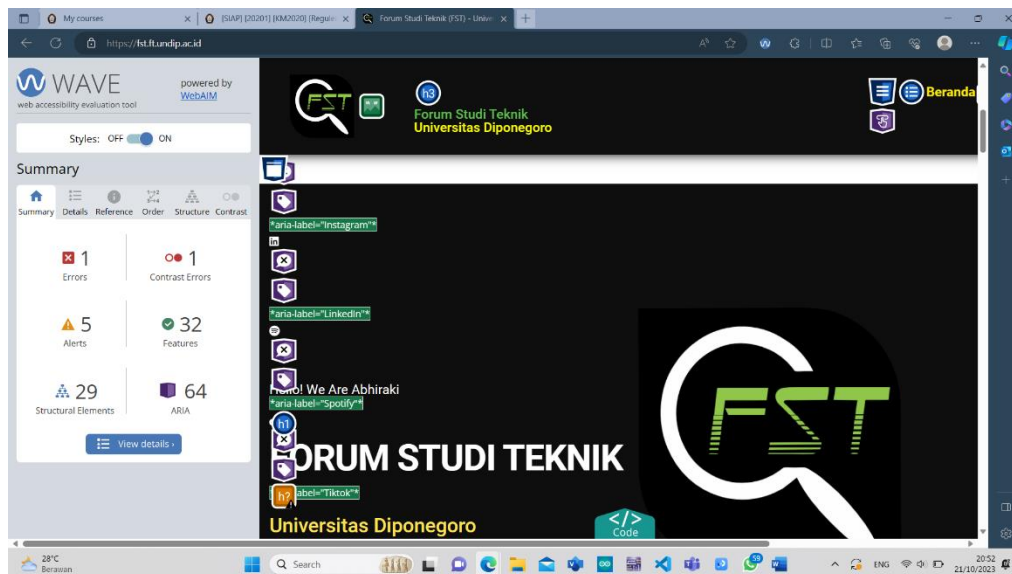 My courses
[SIAP] [20201] [KM2020] (Regule
Forum Studi Teknik (FST) - Unive
https://fst.ft.undip.ac.id
WAVE
web accessibility evaluation tool
powered by
WebAIM
Styles: OFF ON
Summary
Summary Details Reference Order Structure Contrast
1
Errors
1
Contrast Errors
5
Alerts
32
Features
29
Structural Elements
64
ARIA
View details ›
FST
h3
Forum Studi Teknik
Universitas Diponegoro
Beranda
*aria-label="Instagram"*
in
*aria-label="LinkedIn"*
We Are Abhiraki
*aria-label="Spotify"*
h1
FORUM STUDI TEKNIK
abel="Tiktok"*
h?
Universitas Diponegoro
FST
</>
Code
28°C
Berawan
Search
59
ENG
20:52
21/10/2023